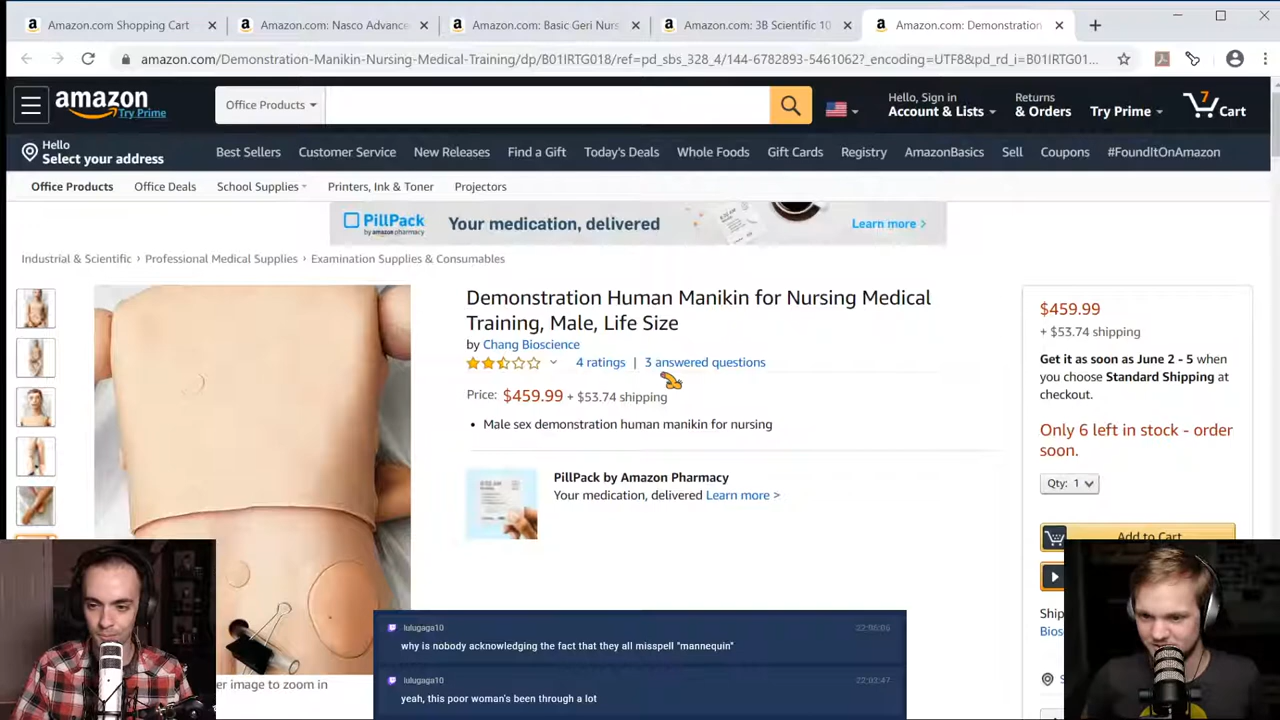 Amazon.com Shopping Cart
Amazon.com: Nasco Advance
Amazon.com: Basic Geri Nurs
Amazon.com: 3B Scientific 10
Amazon.com: Demonstration
amazon.com/Demonstration-Manikin-Nursing-Medical-Training/dp/B01IRTG018/ref=pd_sbs_328_4/144-6782893-5461062?_encoding=UTF8&pd_rd_i=B01IRTG01...
amazon
Try Prime
Office Products
Hello, Sign in
Account & Lists
Returns
& Orders
Try Prime
7
Cart
Hello
Select your address
Best Sellers
Customer Service
New Releases
Find a Gift
Today's Deals
Whole Foods
Gift Cards
Registry
AmazonBasics
Sell
Coupons
#FoundItOnAmazon
Office Products
Office Deals
School Supplies
Printers, Ink & Toner
Projectors
PillPack
by amazon pharmacy
Your medication, delivered
Learn more >
Industrial & Scientific › Professional Medical Supplies › Examination Supplies & Consumables
Demonstration Human Manikin for Nursing Medical
Training, Male, Life Size
by Chang Bioscience
4 ratings | 3 answered questions
Price: $459.99 + $53.74 shipping
• Male sex demonstration human manikin for nursing
PillPack by Amazon Pharmacy
Your medication, delivered Learn more >
$459.99
+ $53.74 shipping
Get it as soon as June 2 - 5 when
you choose Standard Shipping at
checkout.
Only 6 left in stock - order
soon.
Qty: 1
Add to Cart
Ship
Bios
er image to zoom in
lulugaga10
22:06:05
why is nobody acknowledging the fact that they all misspell "mannequin"
lulugaga10
22:03:47
yeah, this poor woman's been through a lot